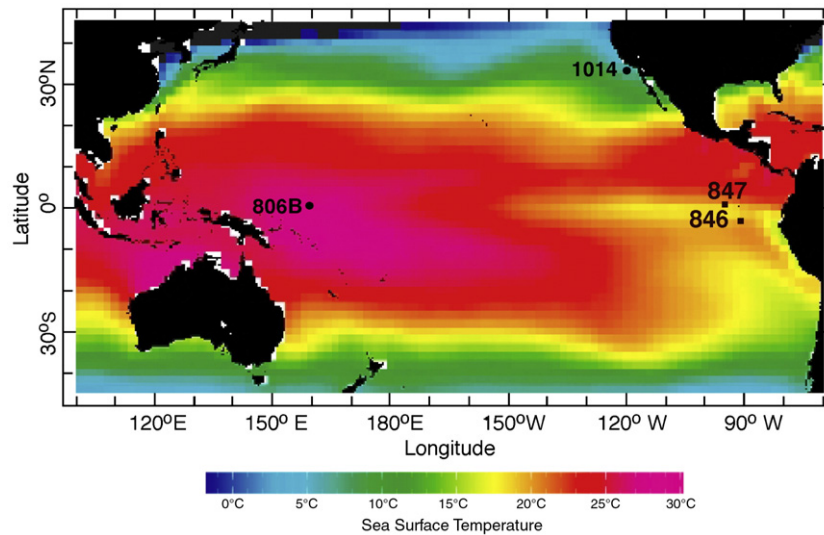 1014
30ºN
847
806B
846
0º
Latitude
30ºS
120ºE
150º E
180ºE
150ºW
120º W
90º W
Longitude
0°C
5°C
10°C
15°C
20°C
25°C
30°C
Sea Surface Temperature